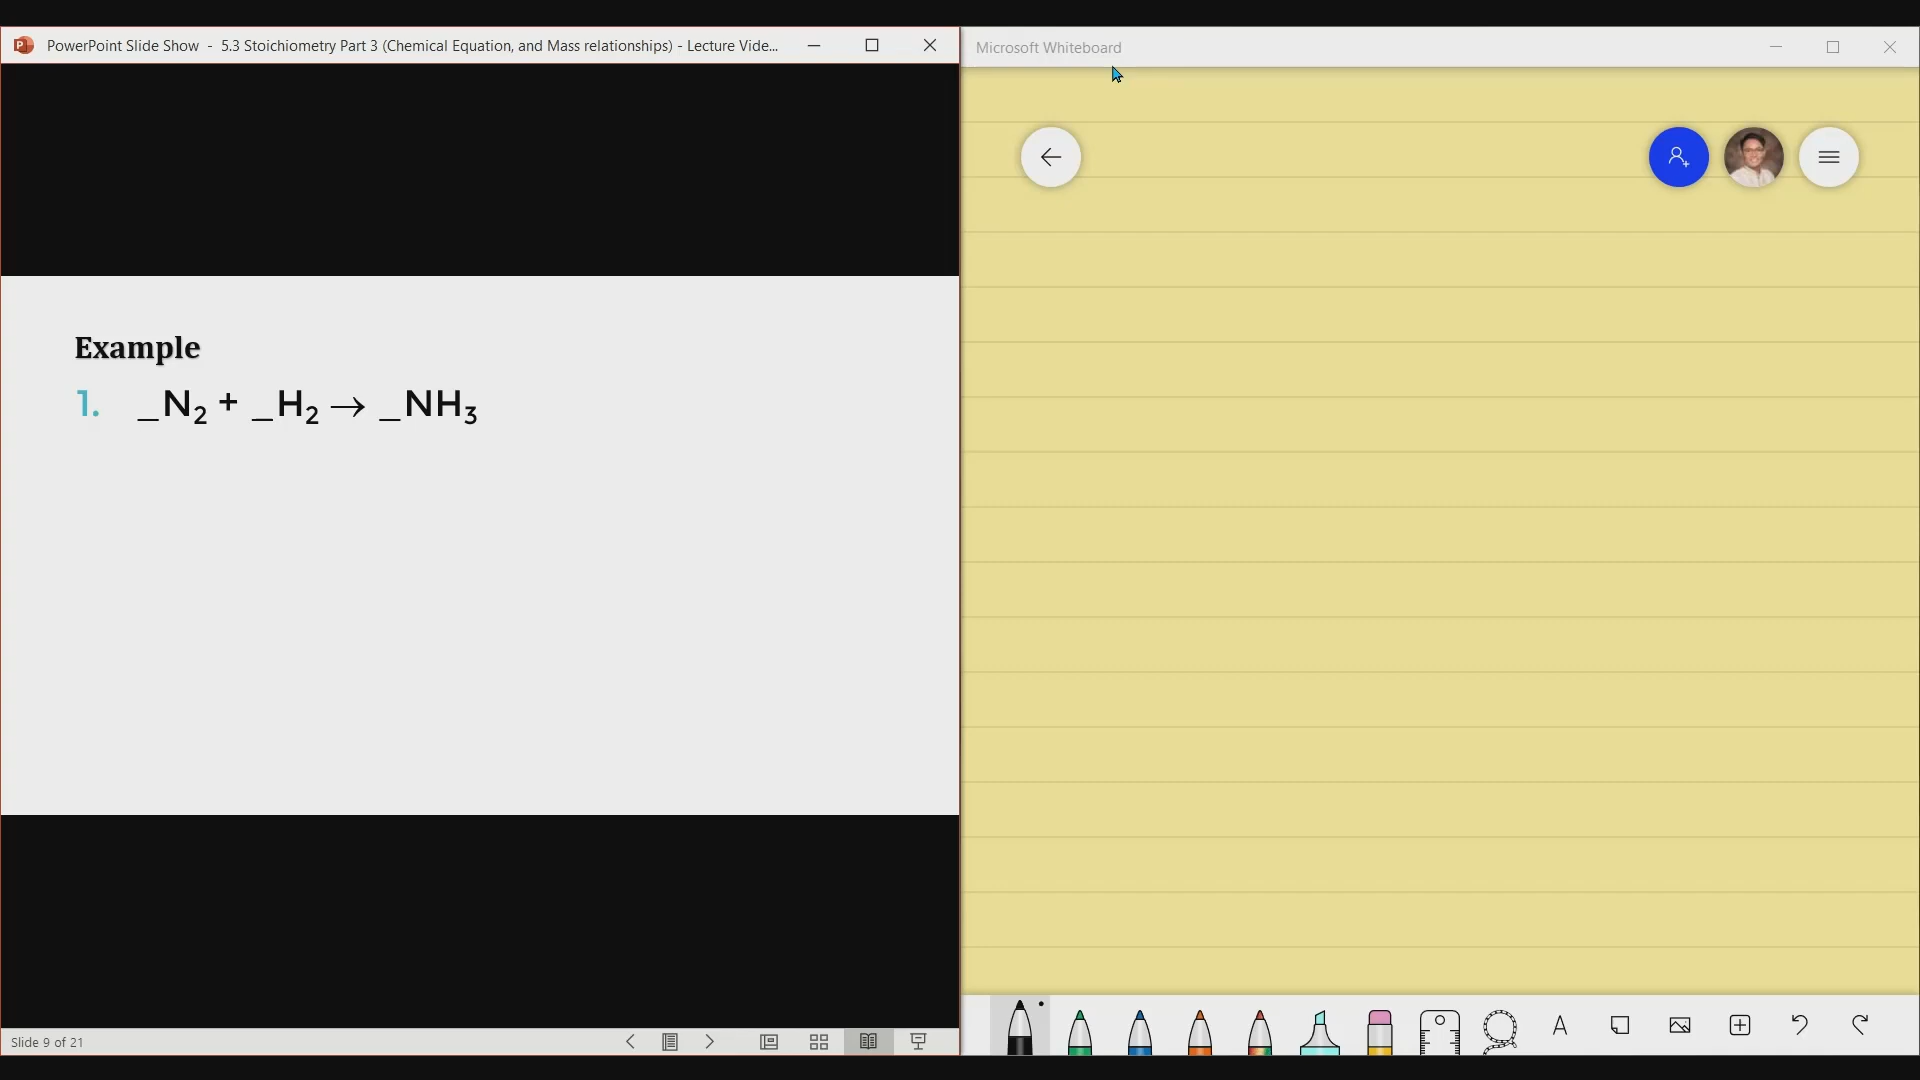 PowerPoint Slide Show - 5.3 Stoichiometry Part 3 (Chemical Equation, and Mass relationships) - Lecture Vide...
Microsoft Whiteboard
Example
1. _N₂ + _H₂ → _NH₃
Slide 9 of 21